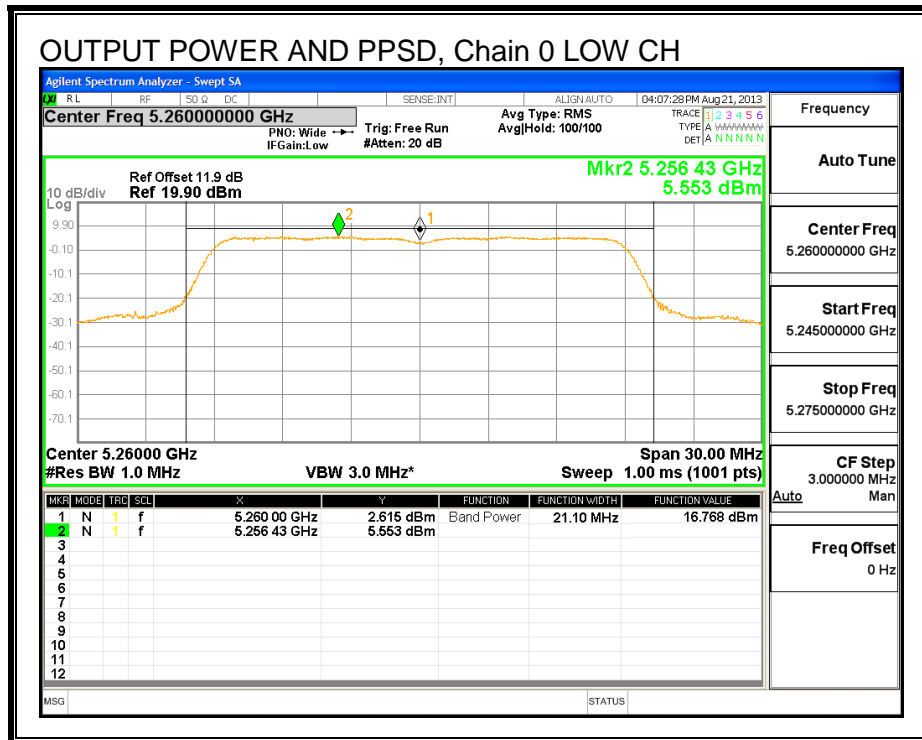 OUTPUT POWER AND PPSD, Chain 0 LOW CH
Agilent Spectrum Analyzer - Swept SA
LXI RL RF 50 Ω DC SENSE:INT ALIGN AUTO 04:07:28 PM Aug 21, 2013
Center Freq 5.260000000 GHz
PNO: Wide
IFGain:Low
Trig: Free Run
#Atten: 20 dB
Avg Type: RMS
Avg|Hold: 100/100
TRACE 1 2 3 4 5 6
TYPE A WWWWW
DET A N N N N N
Mkr2 5.256 43 GHz
5.553 dBm
Ref Offset 11.9 dB
10 dB/div Ref 19.90 dBm
Log
9.90
-0.10
-10.1
-20.1
-30.1
-40.1
-50.1
-60.1
-70.1
2
1
Center 5.26000 GHz Span 30.00 MHz
#Res BW 1.0 MHz VBW 3.0 MHz* Sweep 1.00 ms (1001 pts)
MKR MODE TRC SCL X Y FUNCTION FUNCTION WIDTH FUNCTION VALUE
1 N 1 f 5.260 00 GHz 2.615 dBm Band Power 21.10 MHz 16.768 dBm
2 N 1 f 5.256 43 GHz 5.553 dBm
3
4
5
6
7
8
9
10
11
12
MSG STATUS
Frequency
Auto Tune
Center Freq
5.260000000 GHz
Start Freq
5.245000000 GHz
Stop Freq
5.275000000 GHz
CF Step
3.000000 MHz
Auto Man
Freq Offset
0 Hz